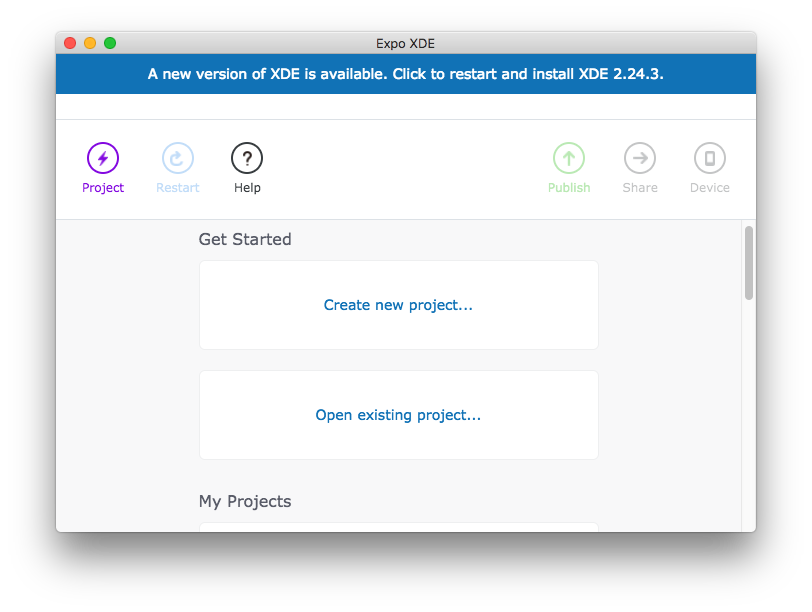 Expo XDE
A new version of XDE is available. Click to restart and install XDE 2.24.3.
Project Restart Help Publish Share Device
Get Started
Create new project...
Open existing project...
My Projects